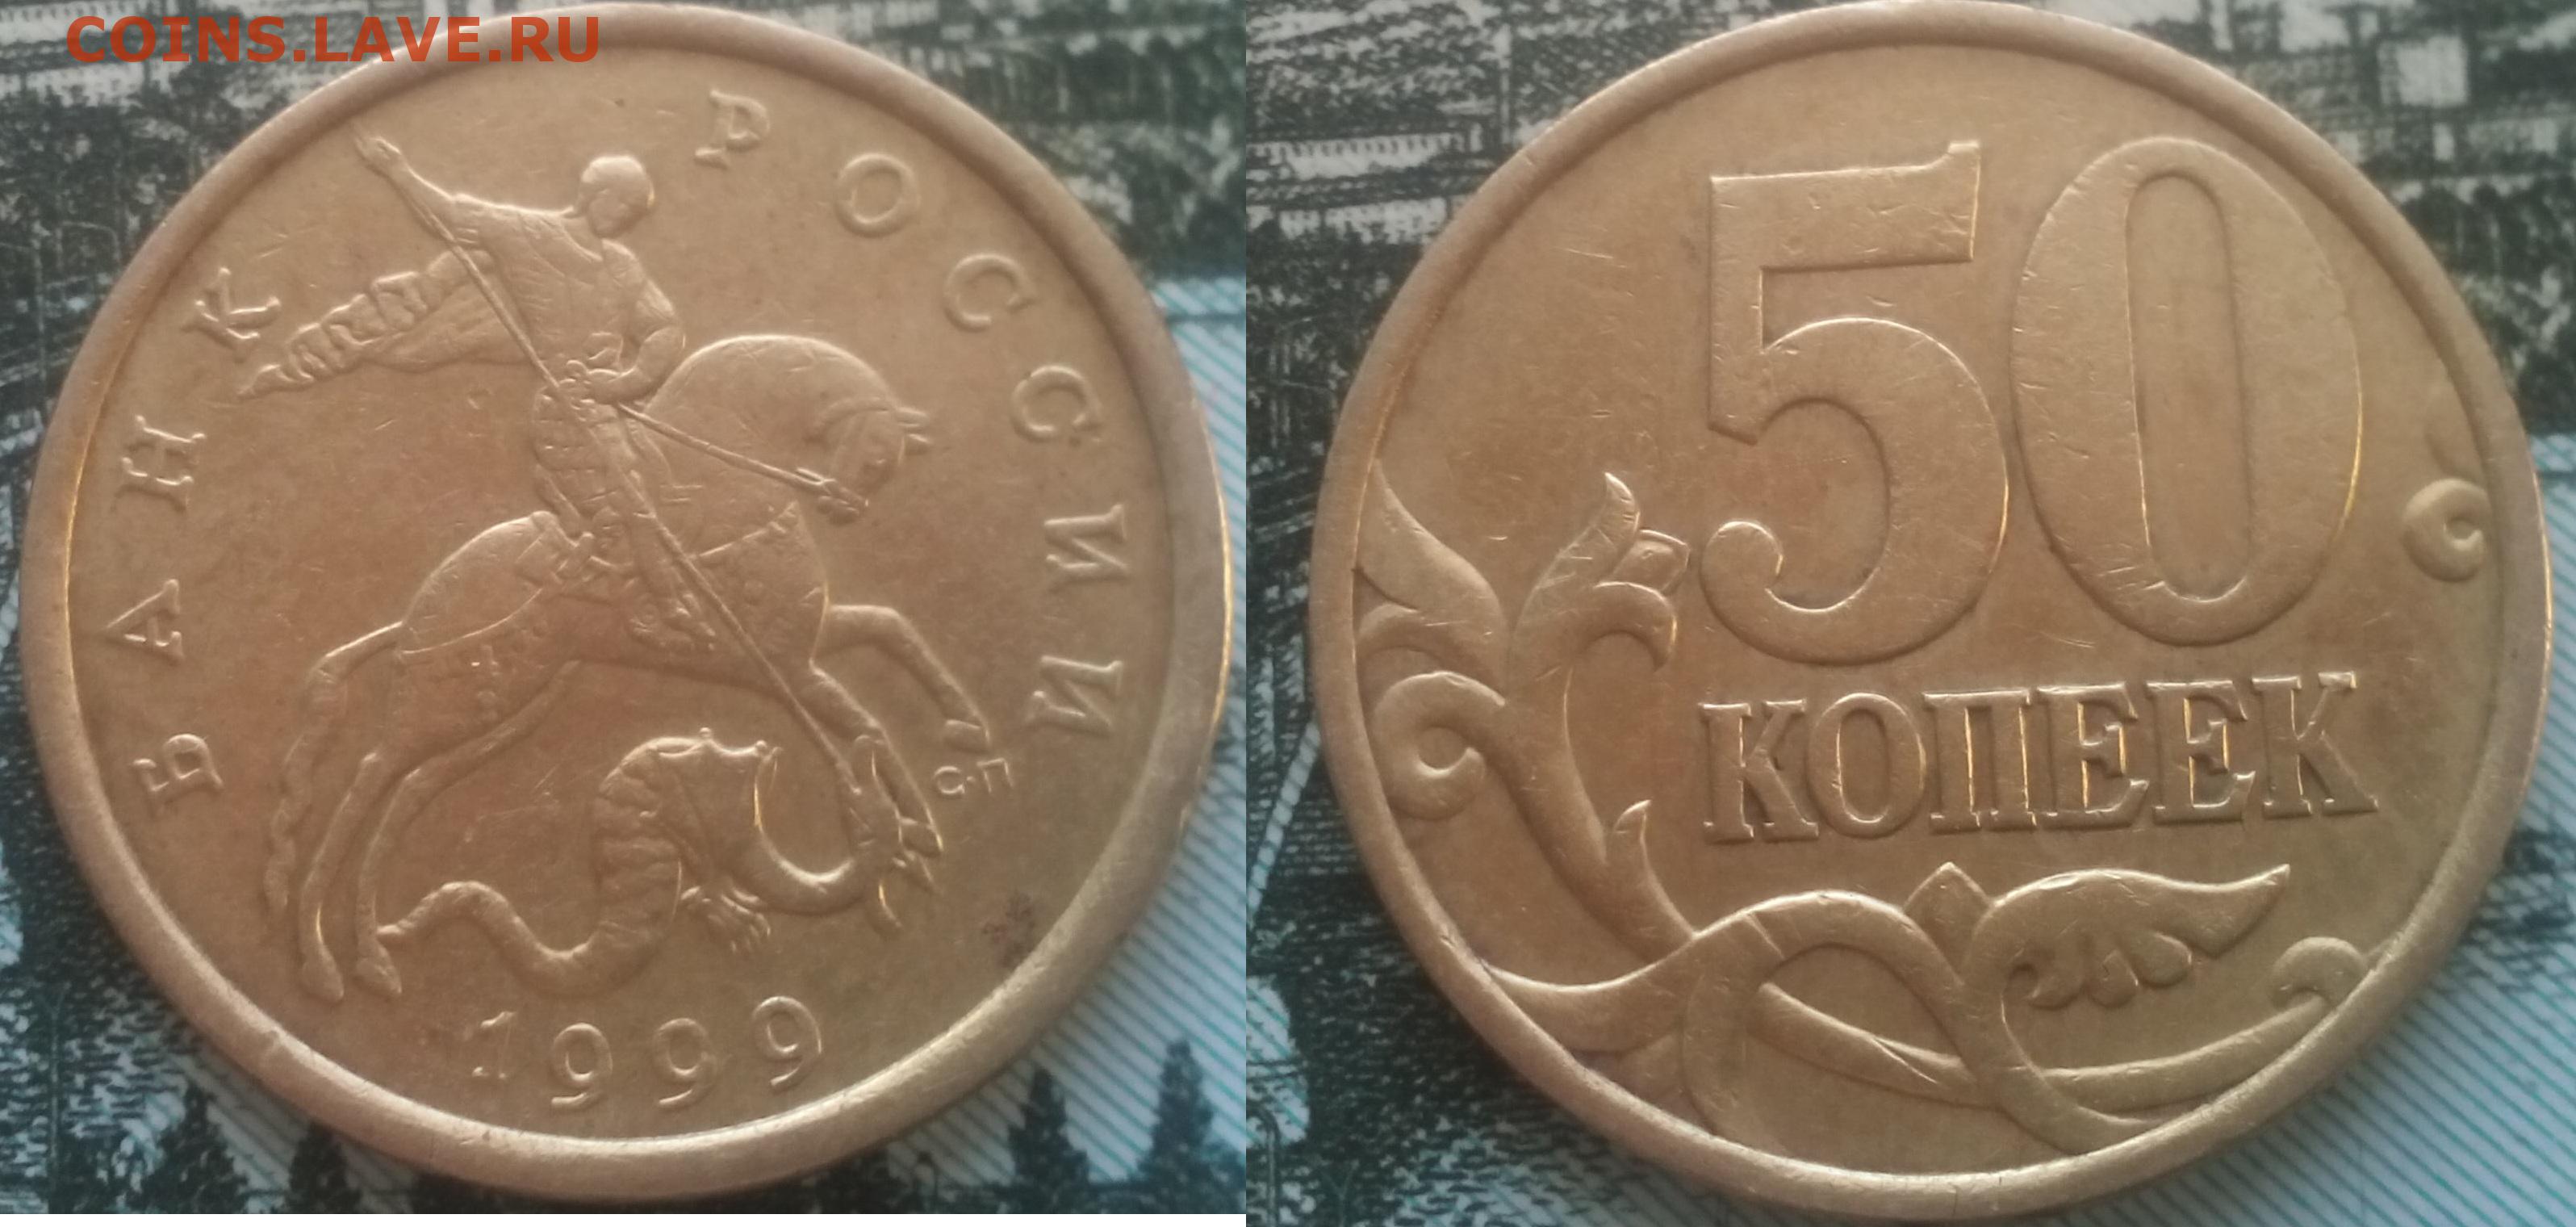 COINS.LAVE.RU
БАНК РОССИИ
С·П
1999
50
КОПЕЕК